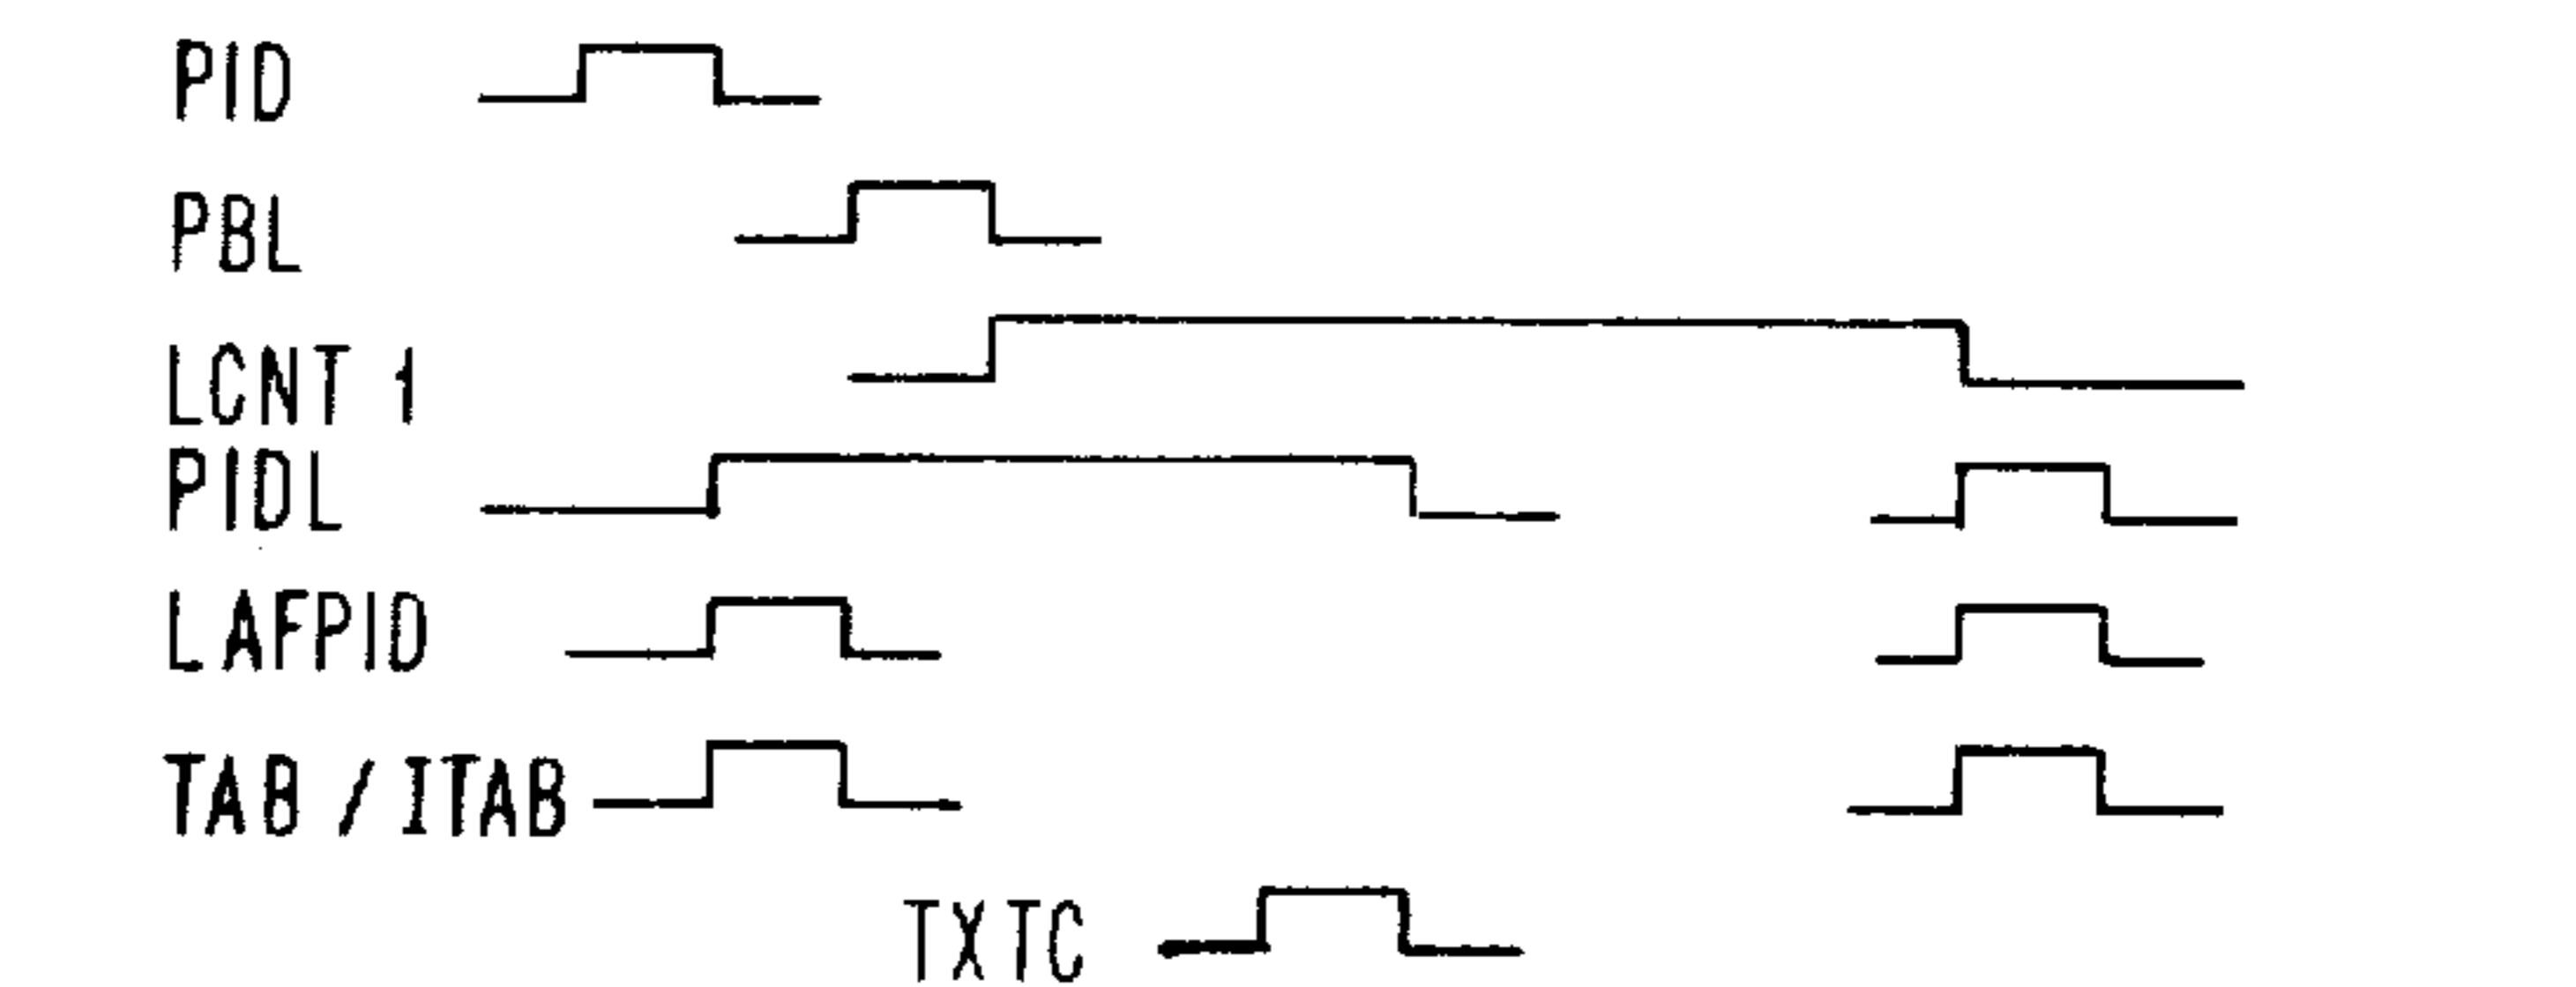 PID
PBL
LCNT 1
PIDL
LAFPID
TAB / ITAB
TXTC